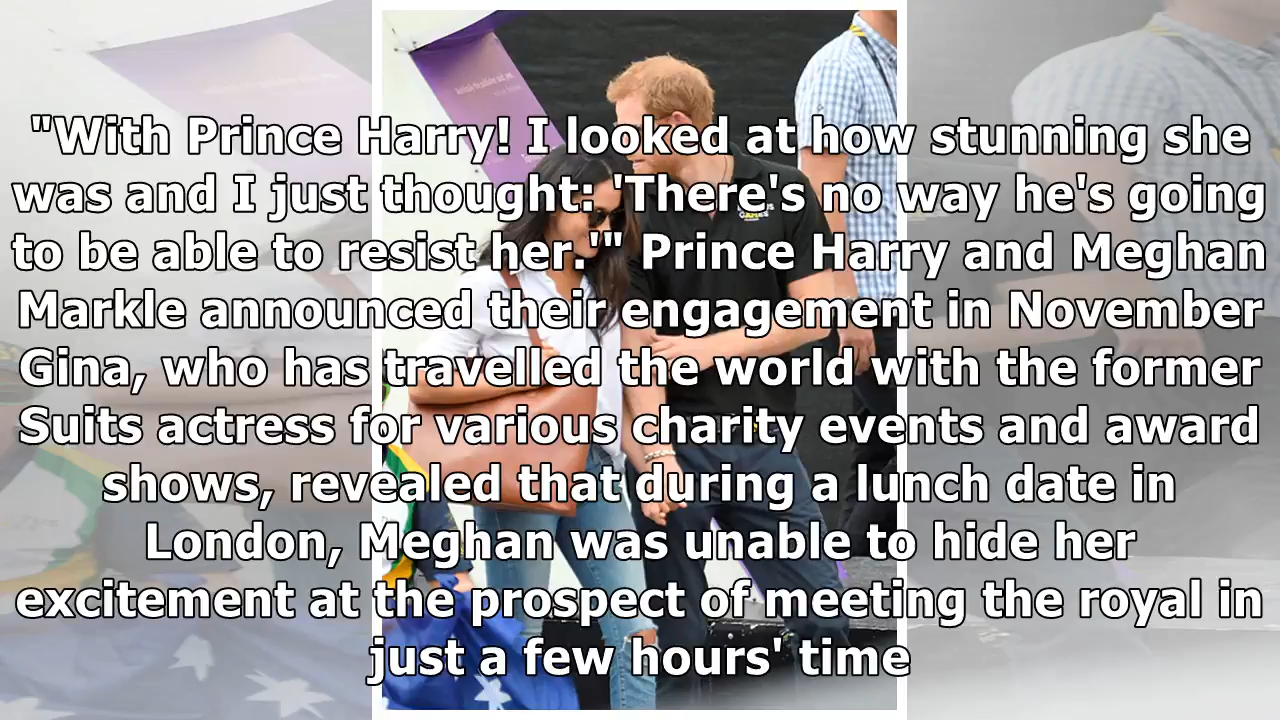 "With Prince Harry! I looked at how stunning she
was and I just thought: 'There's no way he's going
to be able to resist her.'" Prince Harry and Meghan
Markle announced their engagement in November
Gina, who has travelled the world with the former
Suits actress for various charity events and award
shows, revealed that during a lunch date in
London, Meghan was unable to hide her
excitement at the prospect of meeting the royal in
just a few hours' time